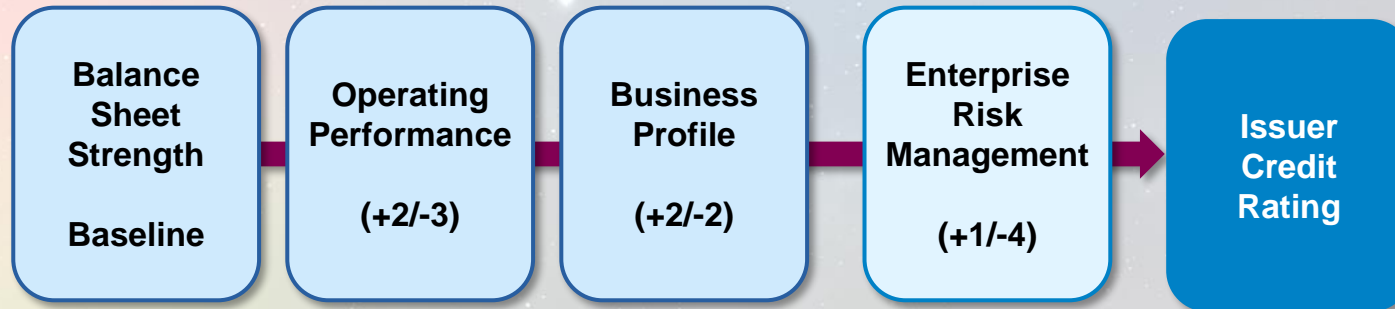 Balance
Sheet
Strength
Baseline
Operating
Performance
(+2/-3)
Business
Profile
(+2/-2)
Enterprise
Risk
Management
(+1/-4)
Issuer
Credit
Rating